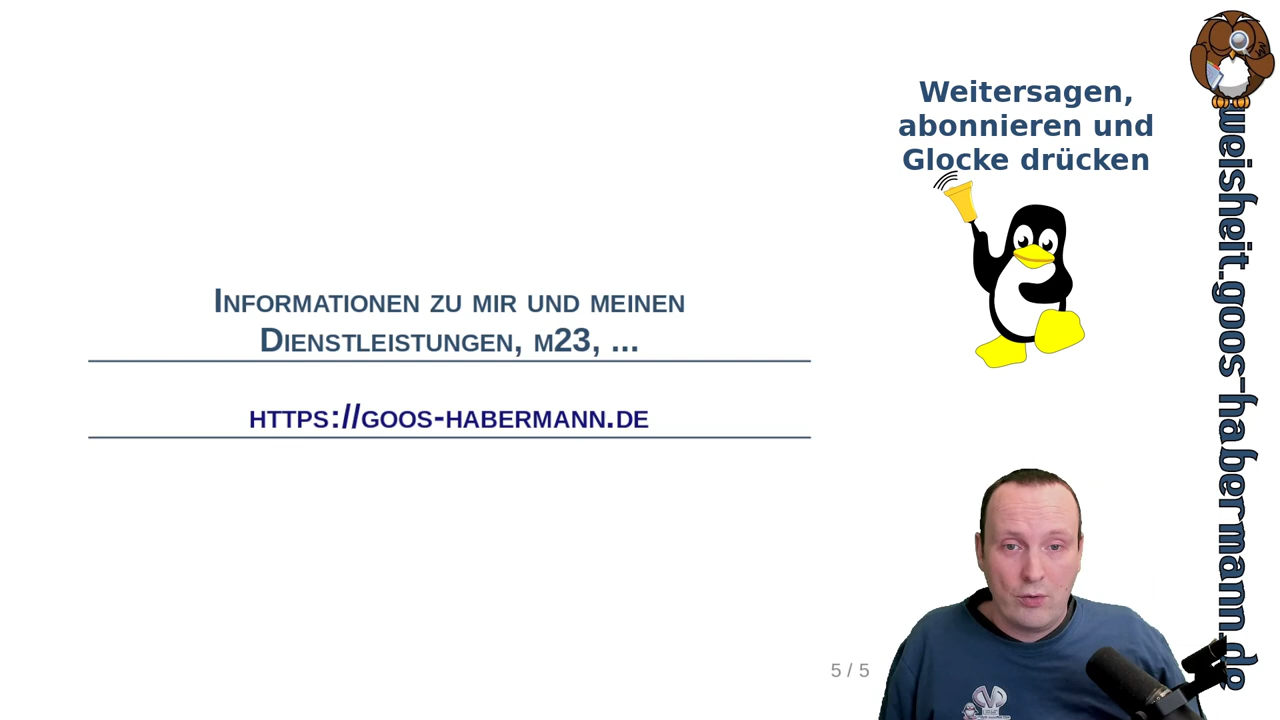 Weitersagen,
abonnieren und
Glocke drücken
Informationen zu mir und meinen
Dienstleistungen, m23, ...
https://goos-habermann.de
5 / 5
weisheit.goos-habermann.de